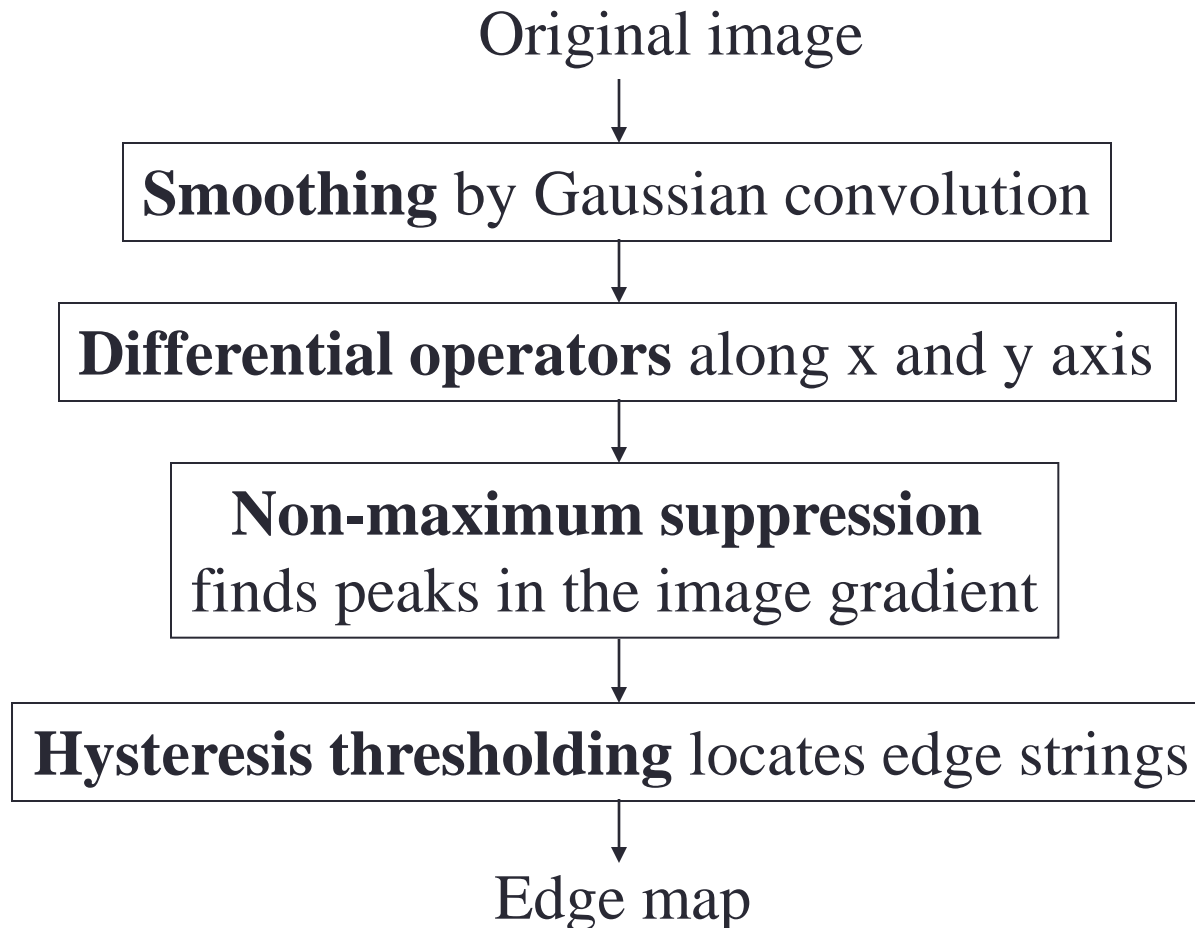 Original image
Smoothing by Gaussian convolution
Differential operators along x and y axis
Non-maximum suppression
finds peaks in the image gradient
Hysteresis thresholding locates edge strings
Edge map